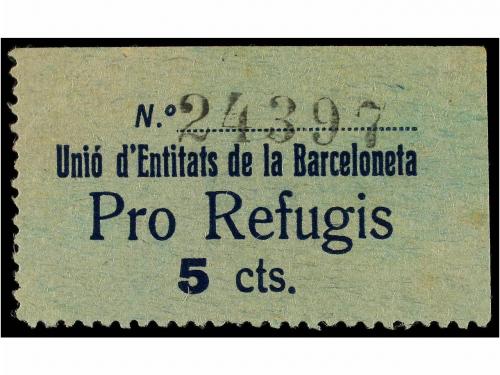 N.º 24397
Unió d'Entitats de la Barceloneta
Pro Refugis
5 cts.